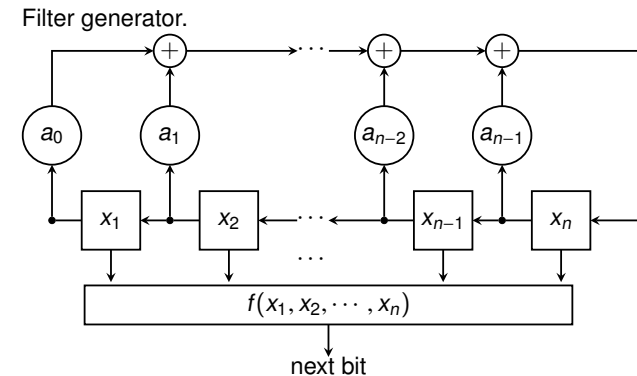 Filter generator.
+ ··· + +
a₀ a₁ aₙ₋₂ aₙ₋₁
x₁ x₂ ··· xₙ₋₁ xₙ
···
f(x₁, x₂, ··· , xₙ)
next bit